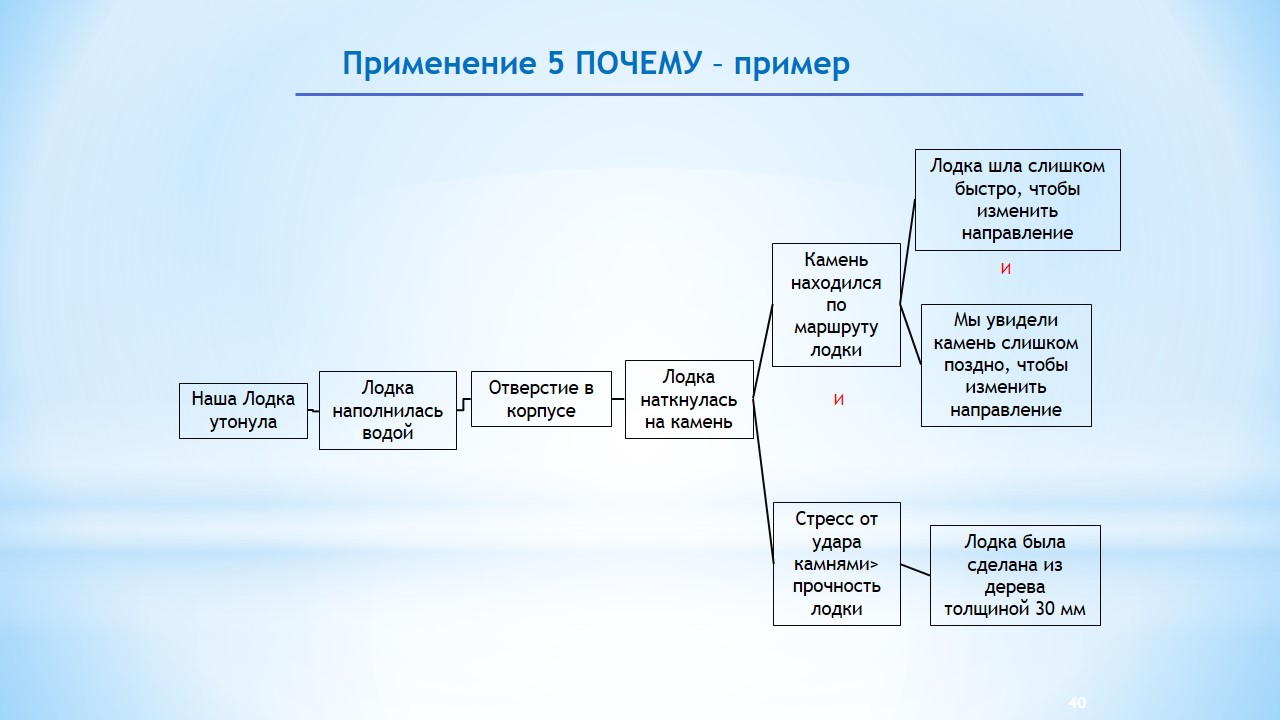 Применение 5 ПОЧЕМУ – пример
Лодка шла слишком
быстро, чтобы
изменить
направление
и
Камень
находился
по
маршруту
лодки
Мы увидели
камень слишком
поздно, чтобы
изменить
направление
и
Наша Лодка
утонула
Лодка
наполнилась
водой
Отверстие в
корпусе
Лодка
наткнулась
на камень
Стресс от
удара
камнями>
прочность
лодки
Лодка была
сделана из
дерева
толщиной 30 мм
40